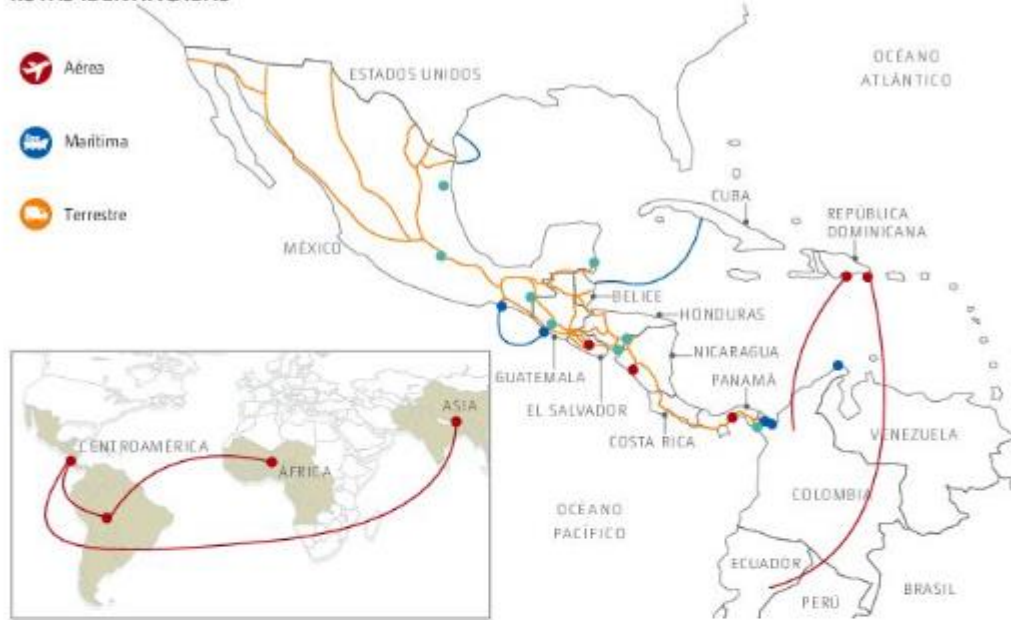 Aérea
Marítima
Terrestre
ESTADOS UNIDOS
OCÉANO
ATLÁNTICO
CUBA
REPÚBLICA
DOMINICANA
MÉXICO
BELICE
HONDURAS
NICARAGUA
GUATEMALA
PANAMÁ
EL SALVADOR
COSTA RICA
VENEZUELA
COLOMBIA
OCÉANO
PACÍFICO
ECUADOR
PERÚ
BRASIL
ASIA
CENTROAMÉRICA
ÁFRICA